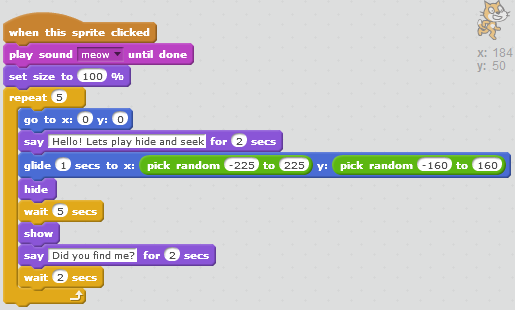 when this sprite clicked
play sound meow until done
set size to 100 %
repeat 5
go to x: 0 y: 0
say Hello! Lets play hide and seek for 2 secs
glide 1 secs to x: pick random -225 to 225 y: pick random -160 to 160
hide
wait 5 secs
show
say Did you find me? for 2 secs
wait 2 secs
x: 184
y: 50